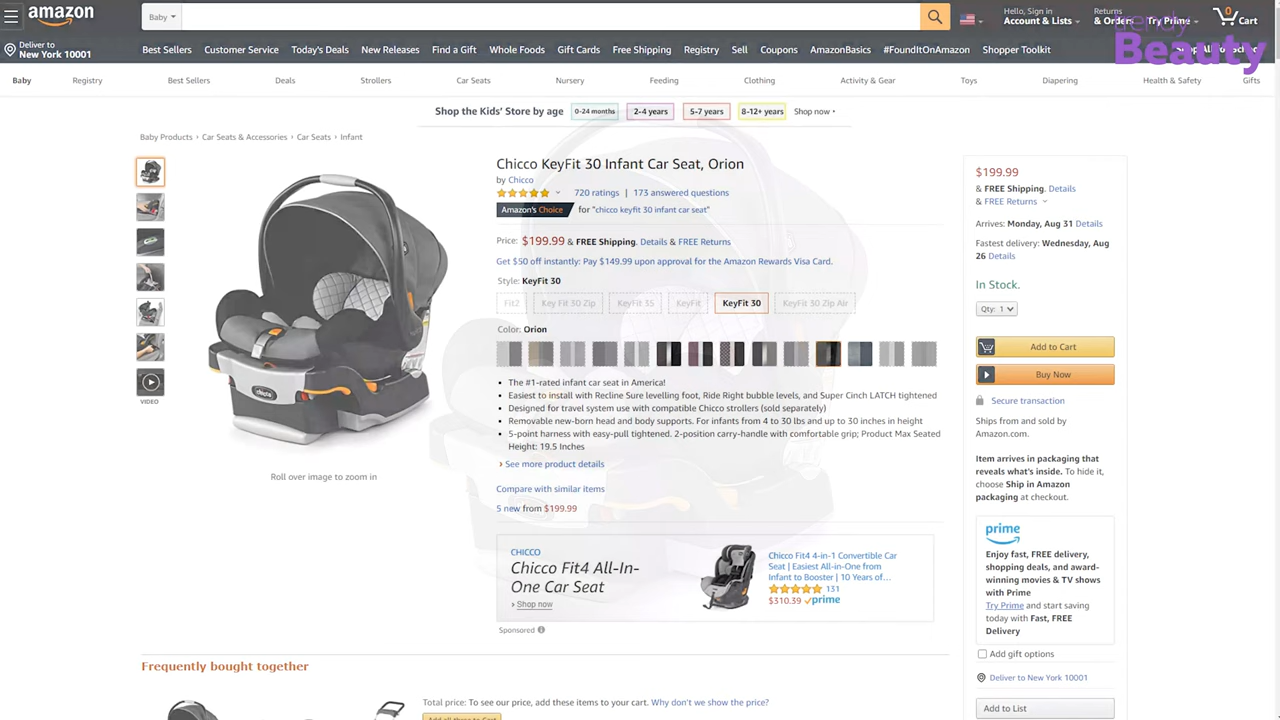 amazon
Baby
Hello, Sign in
Account & Lists
Returns
& Orders
Try Prime
0
Cart
trendy
Beauty
Deliver to
New York 10001
Best Sellers Customer Service Today's Deals New Releases Find a Gift Whole Foods Gift Cards Free Shipping Registry Sell Coupons AmazonBasics #FoundItOnAmazon Shopper Toolkit
Baby Registry Best Sellers Deals Strollers Car Seats Nursery Feeding Clothing Activity & Gear Toys Diapering Health & Safety Gifts
Shop the Kids' Store by age 0-24 months 2-4 years 5-7 years 8-12+ years Shop now ›
Baby Products › Car Seats & Accessories › Car Seats › Infant
VIDEO
chicco
Roll over image to zoom in
Chicco KeyFit 30 Infant Car Seat, Orion
by Chicco
720 ratings | 173 answered questions
Amazon's Choice for "chicco keyfit 30 infant car seat"
Price: $199.99 & FREE Shipping. Details & FREE Returns
Get $50 off instantly: Pay $149.99 upon approval for the Amazon Rewards Visa Card.
Style: KeyFit 30
Fit2 Key Fit 30 Zip KeyFit 35 KeyFit KeyFit 30 KeyFit 30 Zip Air
Color: Orion
• The #1-rated infant car seat in America!
• Easiest to install with Recline Sure levelling foot, Ride Right bubble levels, and Super Cinch LATCH tightened
• Designed for travel system use with compatible Chicco strollers (sold separately)
• Removable new-born head and body supports. For infants from 4 to 30 lbs and up to 30 inches in height
• 5-point harness with easy-pull tightened. 2-position carry-handle with comfortable grip; Product Max Seated
Height: 19.5 Inches
› See more product details
Compare with similar items
5 new from $199.99
CHICCO
Chicco Fit4 All-In-
One Car Seat
› Shop now
Chicco Fit4 4-in-1 Convertible Car
Seat | Easiest All-in-One from
Infant to Booster | 10 Years of...
131
$310.39 prime
Sponsored
$199.99
& FREE Shipping. Details
& FREE Returns
Arrives: Monday, Aug 31 Details
Fastest delivery: Wednesday, Aug
26 Details
In Stock.
Qty: 1
Add to Cart
Buy Now
Secure transaction
Ships from and sold by
Amazon.com.
Item arrives in packaging that
reveals what's inside. To hide it,
choose Ship in Amazon
packaging at checkout.
prime
Enjoy fast, FREE delivery,
shopping deals, and award-
winning movies & TV shows
with Prime
Try Prime and start saving
today with Fast, FREE
Delivery
Add gift options
Deliver to New York 10001
Add to List
Frequently bought together
Total price: To see our price, add these items to your cart. Why don't we show the price?
Add all three to Cart